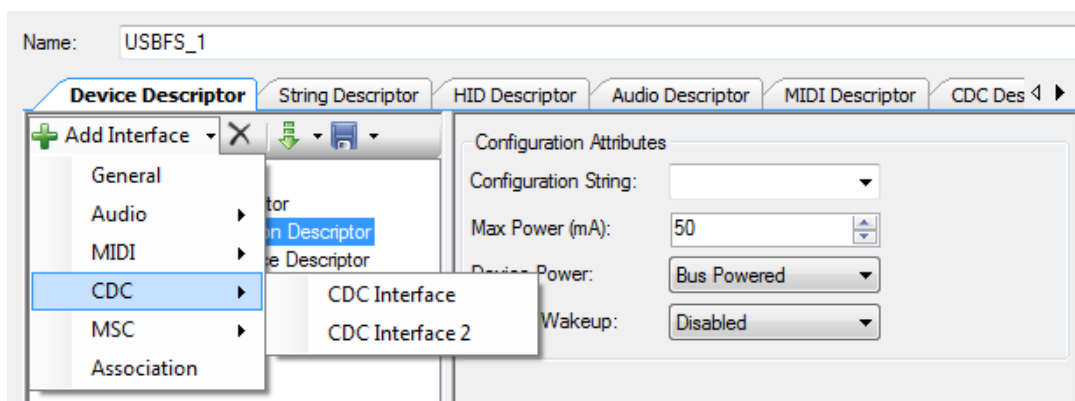 Name: USBFS_1
Device Descriptor String Descriptor HID Descriptor Audio Descriptor MIDI Descriptor CDC Des
Add Interface
General
Audio
MIDI
CDC
MSC
Association
tor
on Descriptor
e Descriptor
CDC Interface
CDC Interface 2
Configuration Attributes
Configuration String:
Max Power (mA): 50
Power: Bus Powered
Wakeup: Disabled